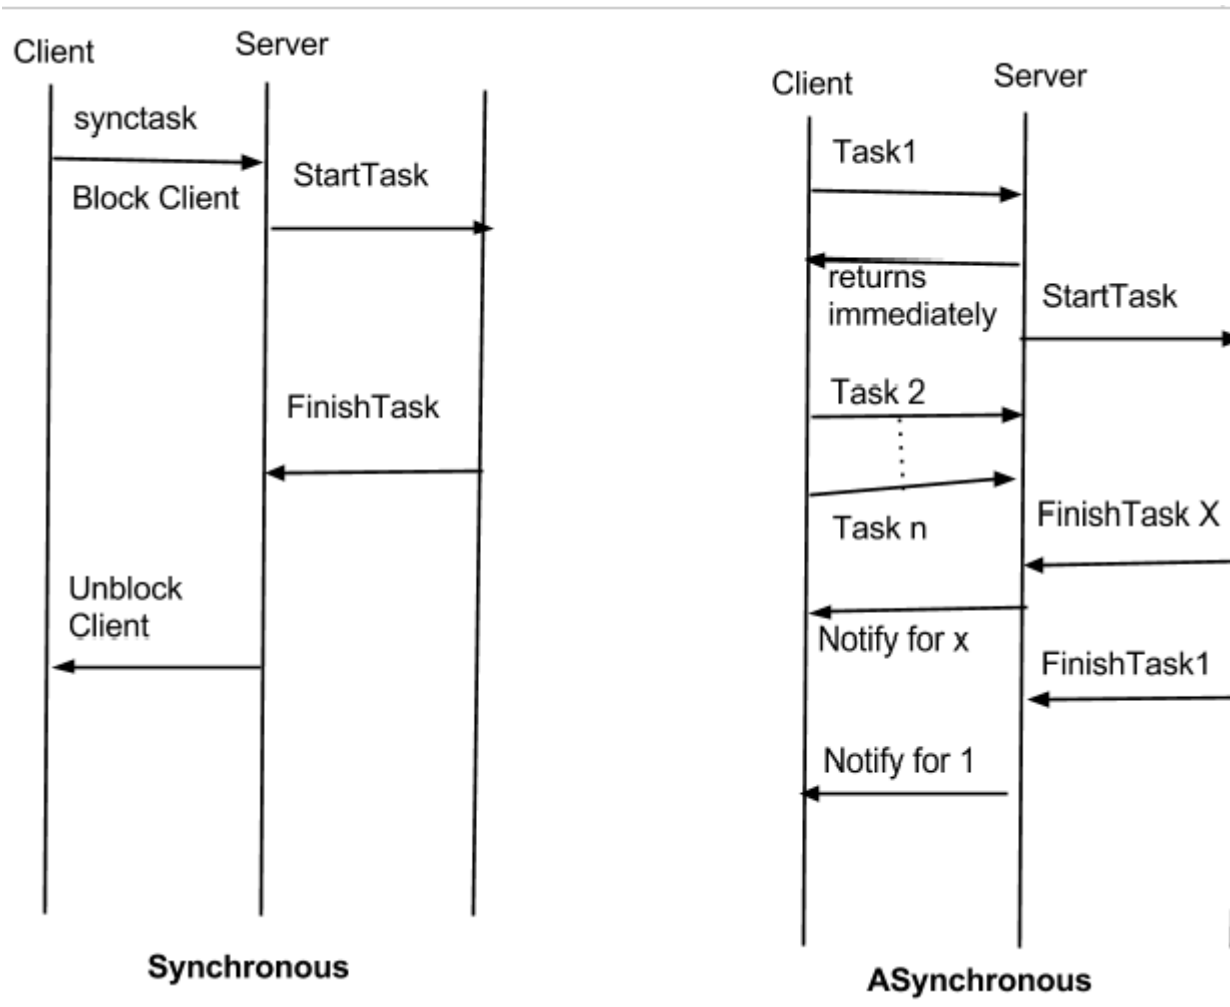 Client
Server
synctask
Block Client
StartTask
FinishTask
Unblock
Client
Synchronous
Client
Server
Task1
returns
immediately
StartTask
Task 2
Task n
FinishTask X
Notify for x
FinishTask1
Notify for 1
ASynchronous